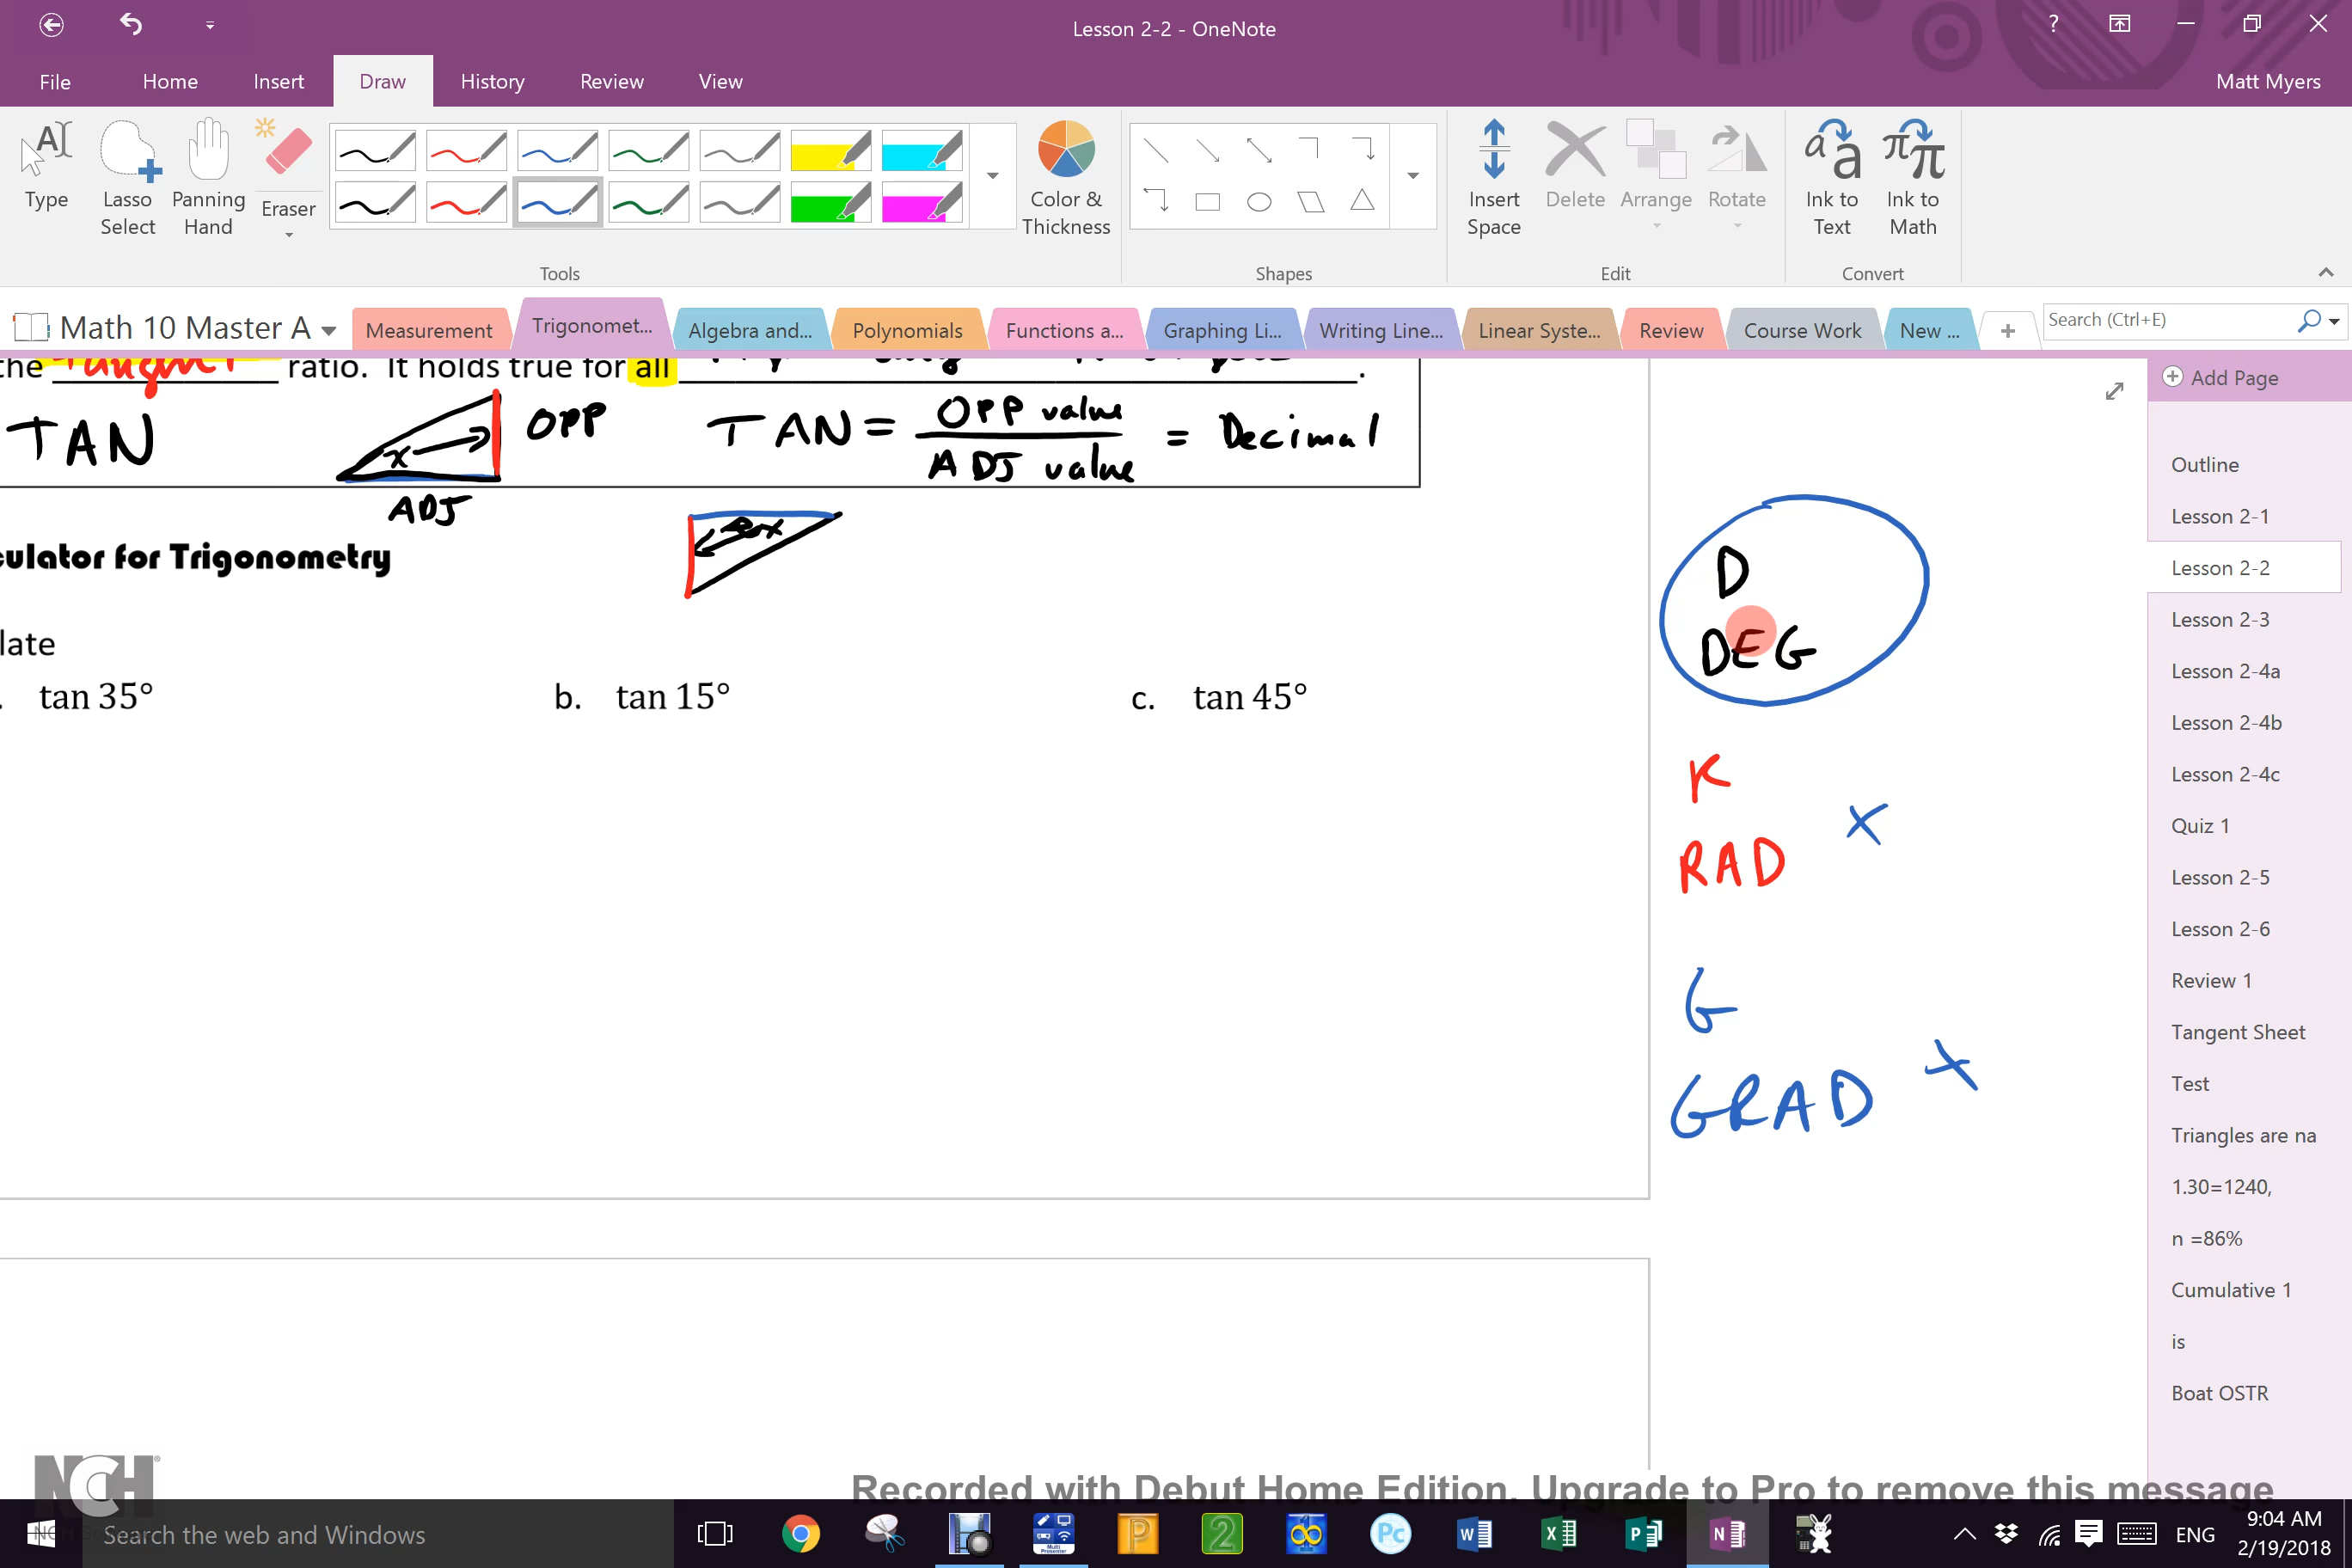 Lesson 2-2 - OneNote
?
File Home Insert Draw History Review View Matt Myers
Type
Lasso Select
Panning Hand
Eraser
Color & Thickness
Insert Space
Delete
Arrange
Rotate
Ink to Text
Ink to Math
Tools Shapes Edit Convert
Math 10 Master A Measurement Trigonomet... Algebra and... Polynomials Functions a... Graphing Li... Writing Line... Linear Syste... Review Course Work New ... + Search (Ctrl+E)
the Tangent ratio. It holds true for all .
TAN
x
OPP
ADJ
TAN = OPP value / ADJ value = Decimal
x
culator for Trigonometry
late
. tan 35° b. tan 15° c. tan 45°
D
DEG
R
RAD x
G
GRAD x
Add Page
Outline
Lesson 2-1
Lesson 2-2
Lesson 2-3
Lesson 2-4a
Lesson 2-4b
Lesson 2-4c
Quiz 1
Lesson 2-5
Lesson 2-6
Review 1
Tangent Sheet
Test
Triangles are na
1.30=1240,
n =86%
Cumulative 1
is
Boat OSTR
NCH
Recorded with Debut Home Edition. Upgrade to Pro to remove this message
Search the web and Windows
ENG
9:04 AM
2/19/2018